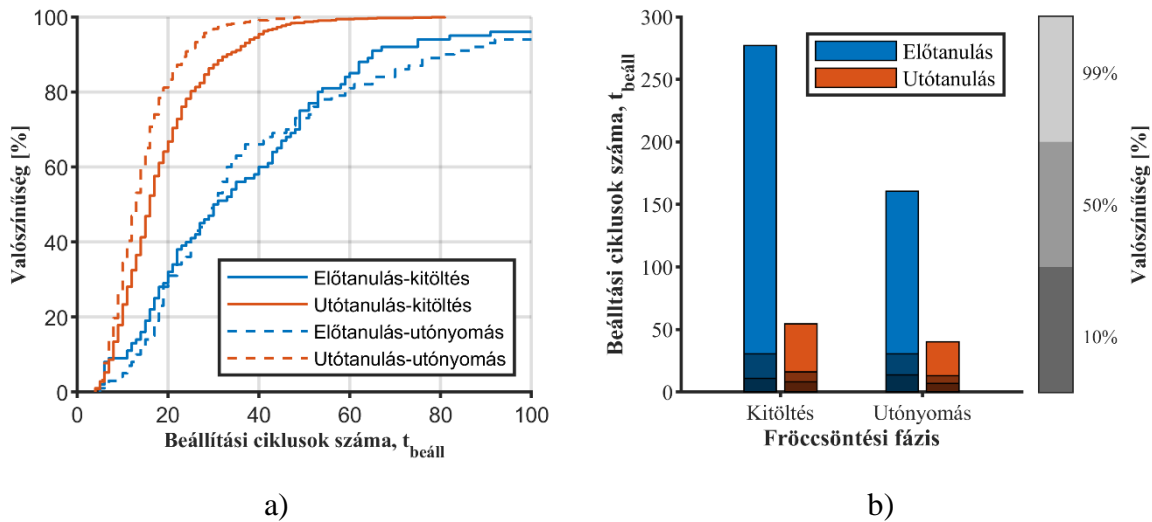 100
80
60
40
20
0
Valószínűség [%]
Előtanulás-kitöltés
Utótanulás-kitöltés
Előtanulás-utónyomás
Utótanulás-utónyomás
0 20 40 60 80 100
Beállítási ciklusok száma, t_beáll
a)
300
250
200
150
100
50
0
Beálltási ciklusok száma, t_beáll
Előtanulás
Utótanulás
Kitöltés Utónyomás
Fröccsöntési fázis
99%
50%
10%
Valószínűség [%]
b)